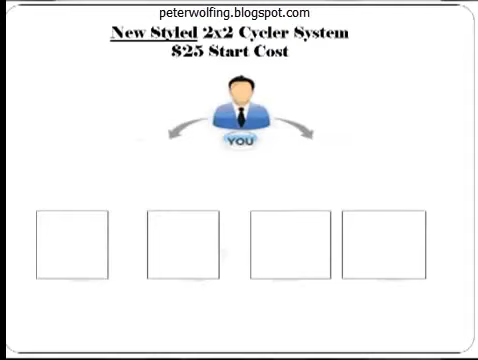 peterwolfing.blogspot.com
New Styled 2x2 Cycler System
$25 Start Cost
YOU